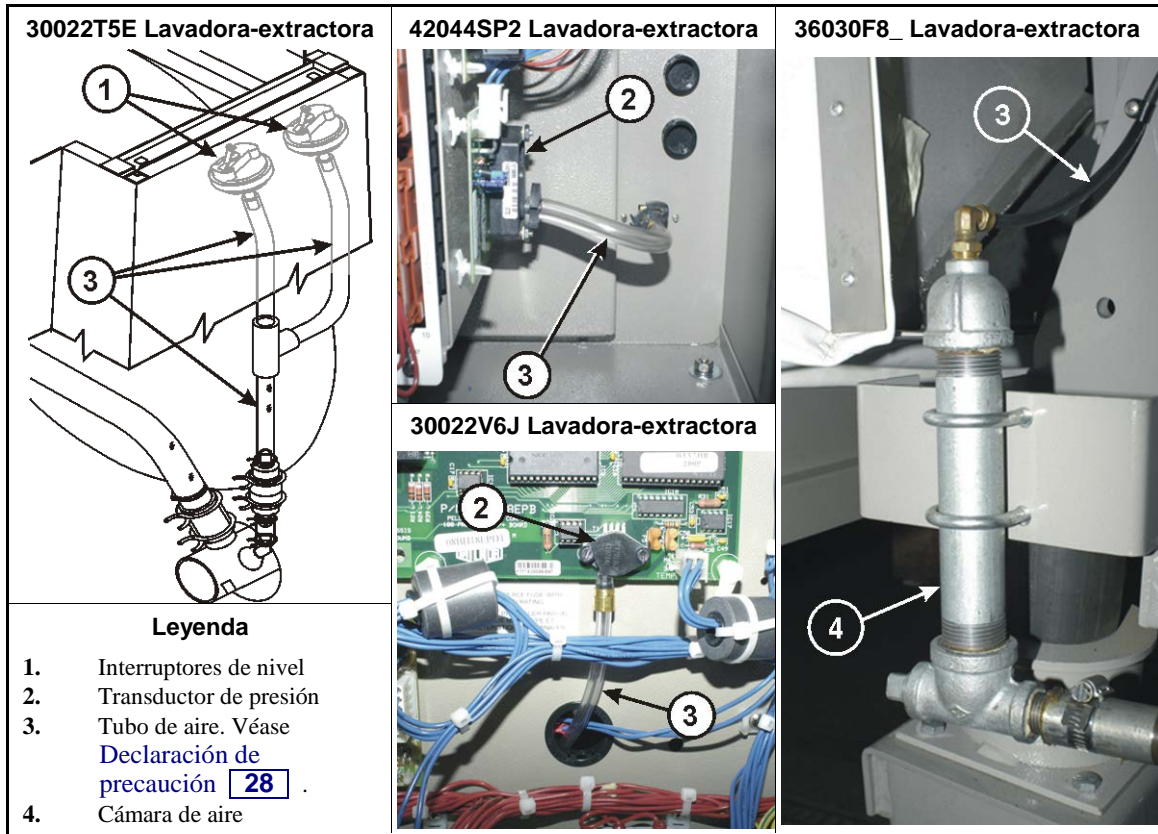 30022T5E Lavadora-extractora
1
3
Leyenda
1. Interruptores de nivel
2. Transductor de presión
3. Tubo de aire. Véase
Declaración de
precaución 28 .
4. Cámara de aire
42044SP2 Lavadora-extractora
2
3
30022V6J Lavadora-extractora
2
3
36030F8_ Lavadora-extractora
3
4